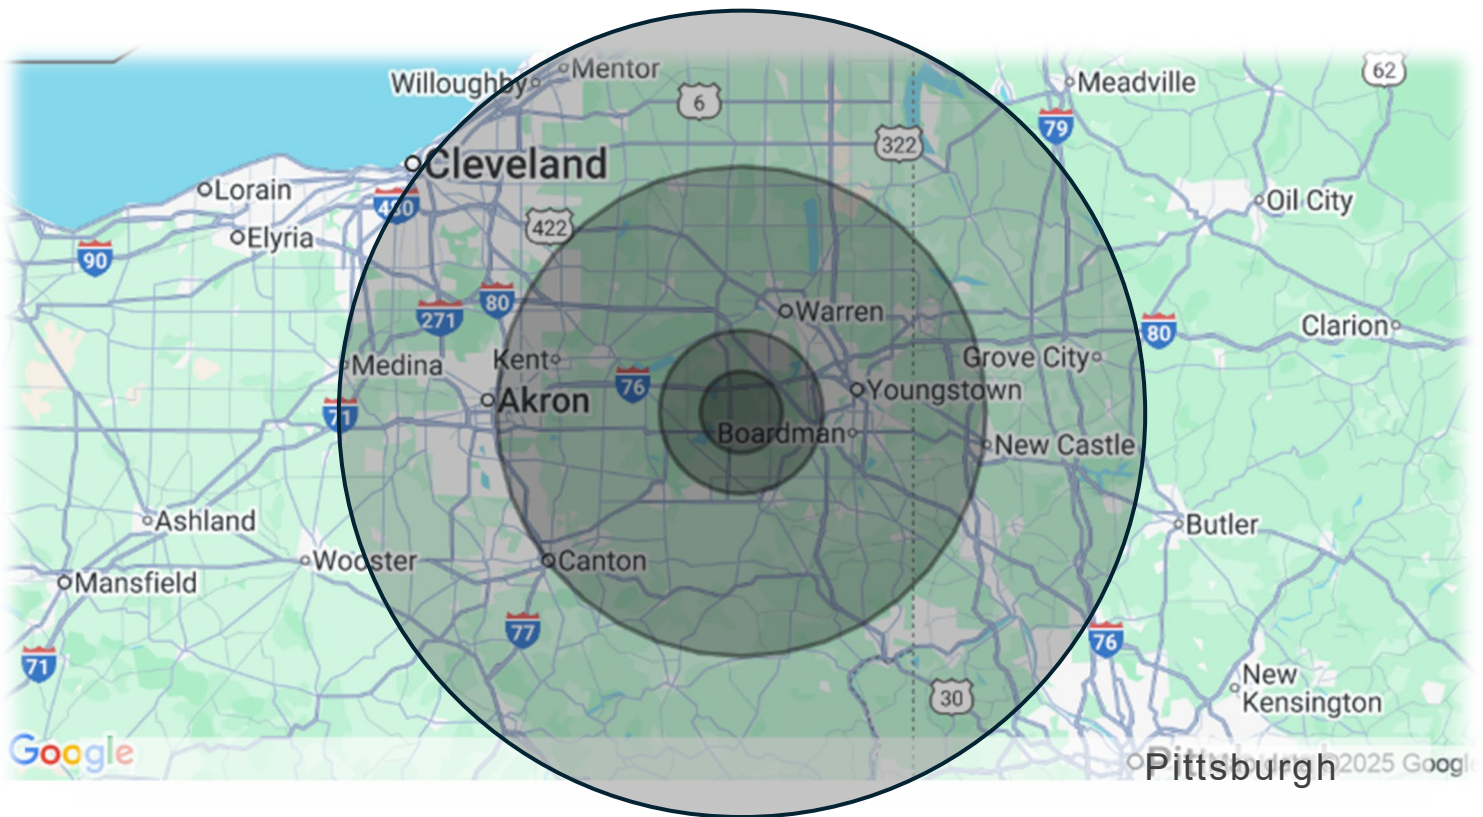 Willoughby
Mentor
6
62
Meadville
79
322
Cleveland
Lorain
480
422
Oil City
Elyria
90
80
271
Warren
80
Clarion
Medina
Kent
76
Grove City
Youngstown
71
Akron
Boardman
New Castle
Ashland
Butler
Wooster
Canton
Mansfield
77
76
71
30
New
Kensington
Google
Pittsburgh
©2025 Google